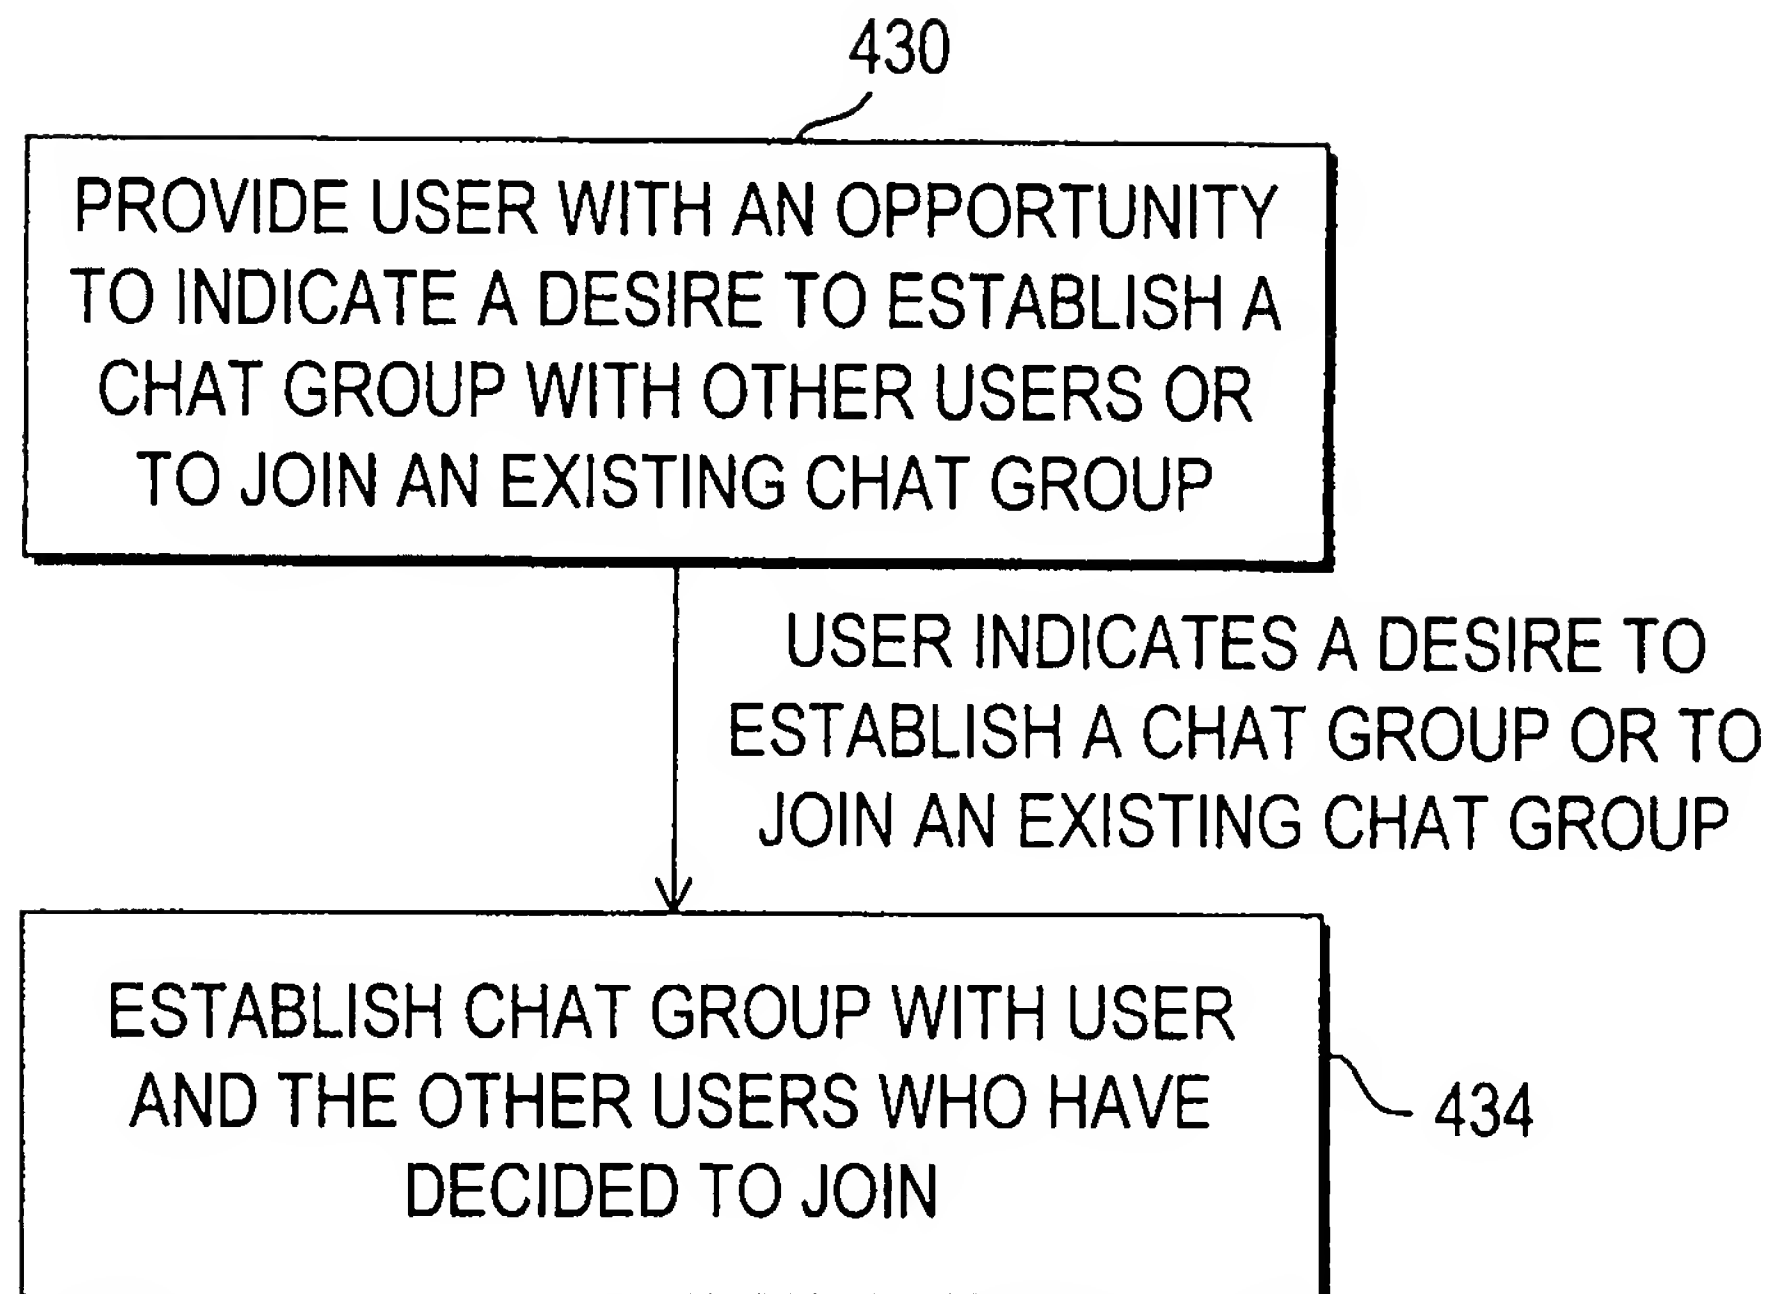 430
PROVIDE USER WITH AN OPPORTUNITY
TO INDICATE A DESIRE TO ESTABLISH A
CHAT GROUP WITH OTHER USERS OR
TO JOIN AN EXISTING CHAT GROUP
USER INDICATES A DESIRE TO
ESTABLISH A CHAT GROUP OR TO
JOIN AN EXISTING CHAT GROUP
ESTABLISH CHAT GROUP WITH USER
AND THE OTHER USERS WHO HAVE
DECIDED TO JOIN
434